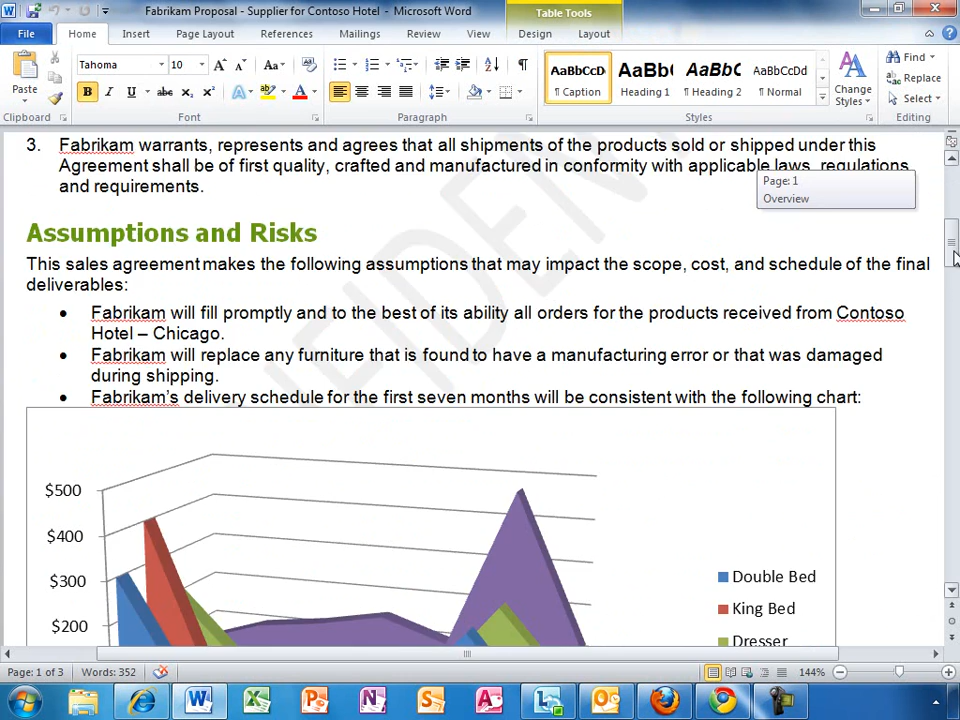 Fabrikam Proposal - Supplier for Contoso Hotel - Microsoft Word
Table Tools
File
Home
Insert
Page Layout
References
Mailings
Review
View
Design
Layout
Paste
Tahoma
10
B I U abc x₂ x²
Aa
A
AaBbCcD
AaBb(
AaBbC
AaBbCcDd
¶ Caption
Heading 1
¶ Heading 2
¶ Normal
Change
Styles
Find
Replace
Select
Clipboard
Font
Paragraph
Styles
Editing
3. Fabrikam warrants, represents and agrees that all shipments of the products sold or shipped under this
Agreement shall be of first quality, crafted and manufactured in conformity with applicable laws, regulations
and requirements.
Page: 1
Overview
Assumptions and Risks
This sales agreement makes the following assumptions that may impact the scope, cost, and schedule of the final
deliverables:
• Fabrikam will fill promptly and to the best of its ability all orders for the products received from Contoso
Hotel – Chicago.
• Fabrikam will replace any furniture that is found to have a manufacturing error or that was damaged
during shipping.
• Fabrikam's delivery schedule for the first seven months will be consistent with the following chart:
$500
$400
$300
$200
Double Bed
King Bed
Dresser
Page: 1 of 3
Words: 352
144%